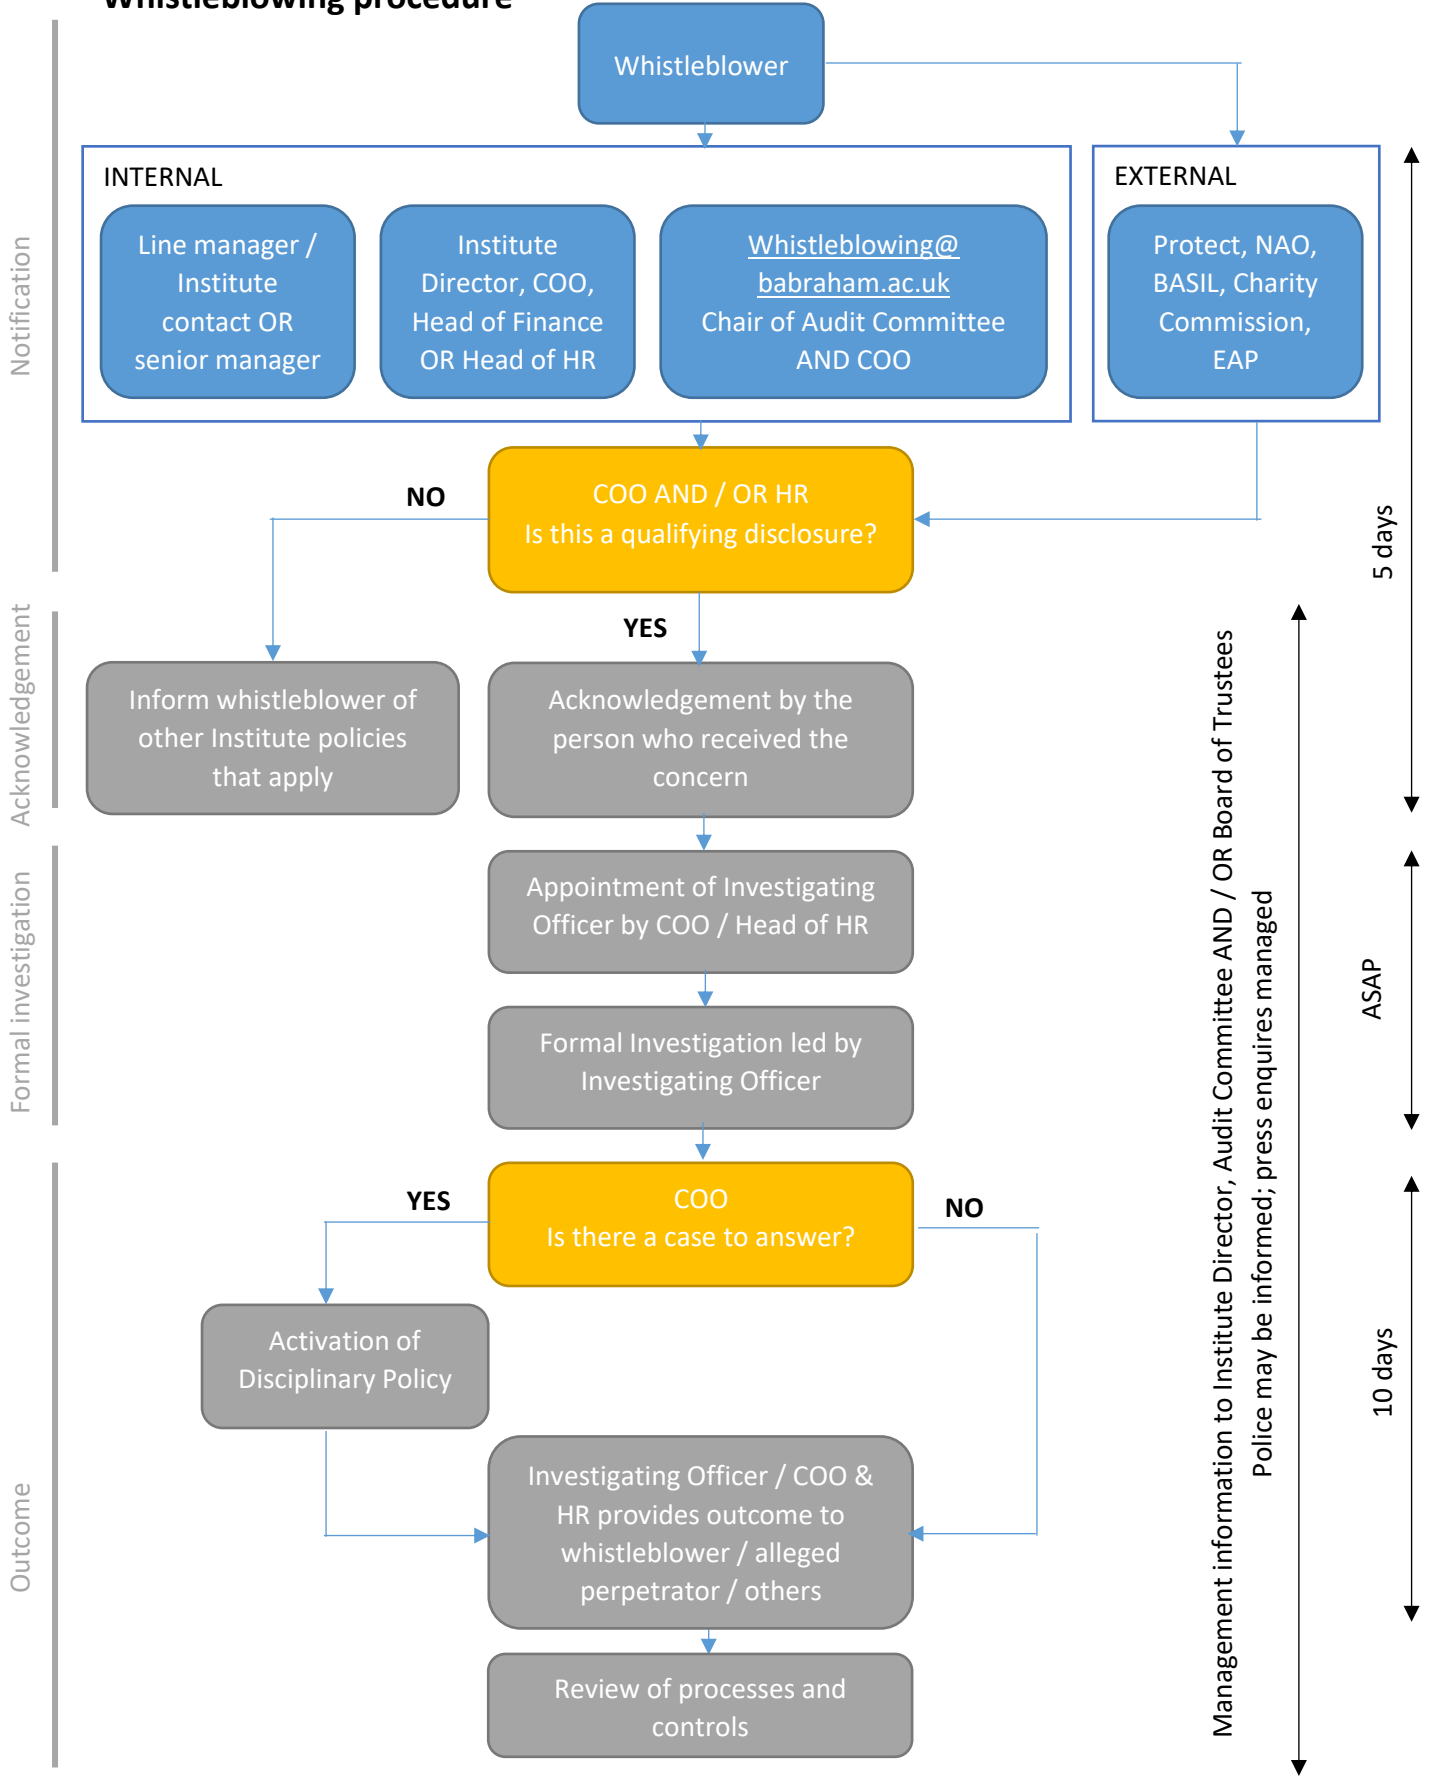 Whistleblowing procedure
Whistleblower
INTERNAL
Line manager /
Institute
contact OR
senior manager
Institute
Director, COO,
Head of Finance
OR Head of HR
Whistleblowing@
babraham.ac.uk
Chair of Audit Committee
AND COO
EXTERNAL
Protect, NAO,
BASIL, Charity
Commission,
EAP
Notification
COO AND / OR HR
Is this a qualifying disclosure?
NO
YES
5 days
Acknowledgement
Inform whistleblower of
other Institute policies
that apply
Acknowledgement by the
person who received the
concern
Formal investigation
Appointment of Investigating
Officer by COO / Head of HR
Formal Investigation led by
Investigating Officer
ASAP
Management information to Institute Director, Audit Committee AND / OR Board of Trustees
Police may be informed; press enquires managed
Outcome
COO
Is there a case to answer?
YES
NO
Activation of
Disciplinary Policy
10 days
Investigating Officer / COO &
HR provides outcome to
whistleblower / alleged
perpetrator / others
Review of processes and
controls